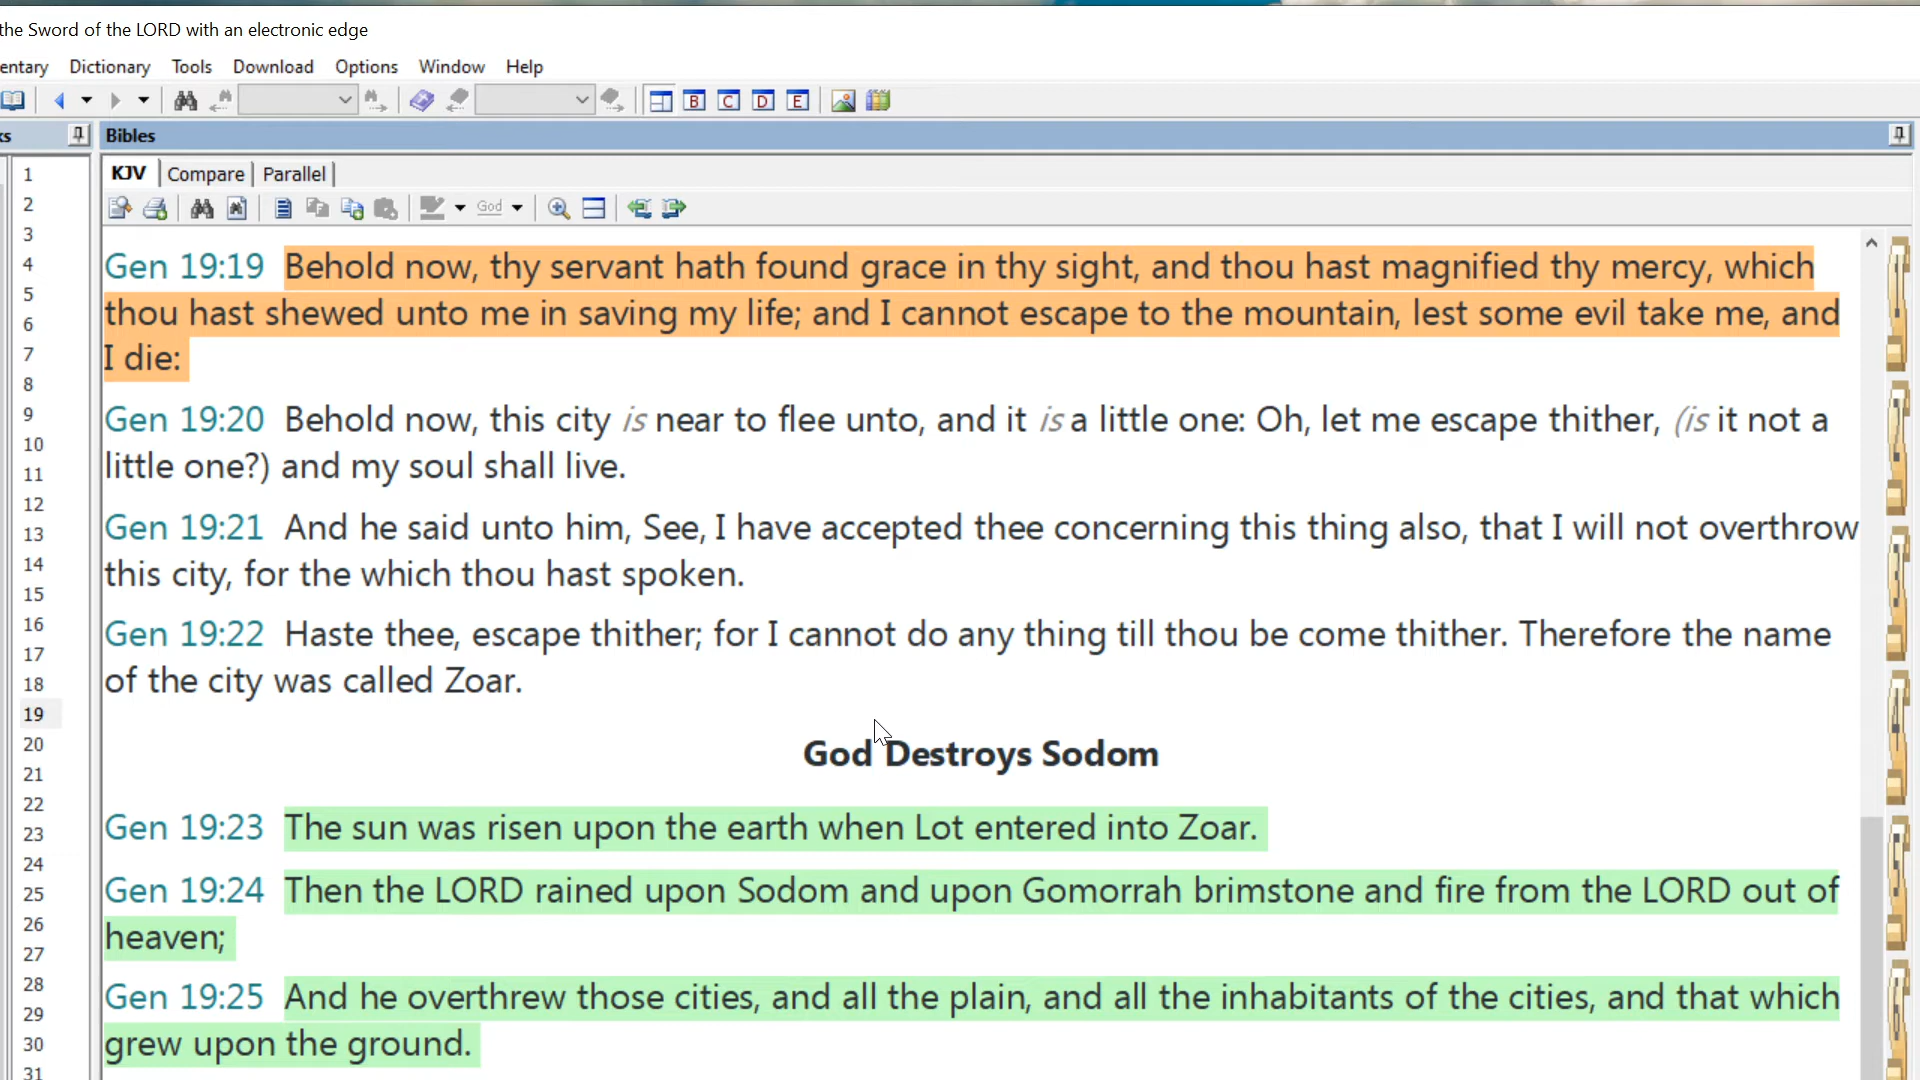 the Sword of the LORD with an electronic edge
entary Dictionary Tools Download Options Window Help
B C D E
ks Bibles
KJV Compare Parallel
God
1
2
3
4
5
6
7
8
9
10
11
12
13
14
15
16
17
18
19
20
21
22
23
24
25
26
27
28
29
30
31
Gen 19:19 Behold now, thy servant hath found grace in thy sight, and thou hast magnified thy mercy, which
thou hast shewed unto me in saving my life; and I cannot escape to the mountain, lest some evil take me, and
I die:
Gen 19:20 Behold now, this city is near to flee unto, and it is a little one: Oh, let me escape thither, (is it not a
little one?) and my soul shall live.
Gen 19:21 And he said unto him, See, I have accepted thee concerning this thing also, that I will not overthrow
this city, for the which thou hast spoken.
Gen 19:22 Haste thee, escape thither; for I cannot do any thing till thou be come thither. Therefore the name
of the city was called Zoar.
God Destroys Sodom
Gen 19:23 The sun was risen upon the earth when Lot entered into Zoar.
Gen 19:24 Then the LORD rained upon Sodom and upon Gomorrah brimstone and fire from the LORD out of
heaven;
Gen 19:25 And he overthrew those cities, and all the plain, and all the inhabitants of the cities, and that which
grew upon the ground.